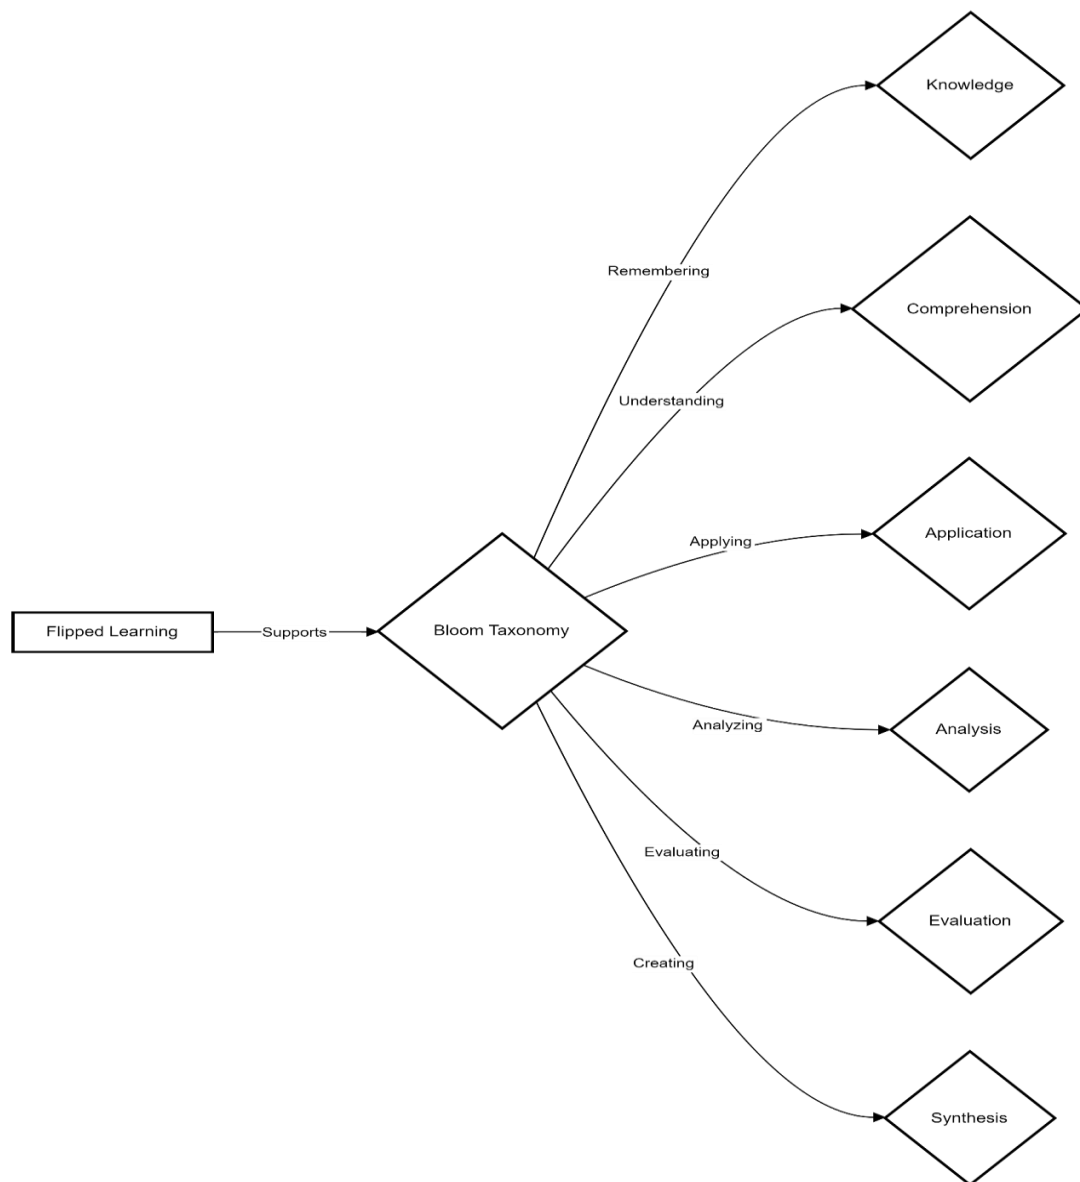 Knowledge
Remembering
Comprehension
Understanding
Applying
Application
Flipped Learning
Supports
Bloom Taxonomy
Analyzing
Analysis
Evaluating
Evaluation
Creating
Synthesis